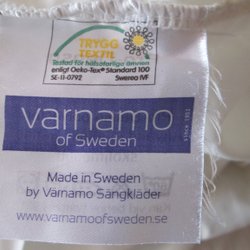 TRYGG
TEXTIL
Testad för hälsofarliga ämnen
enligt Oeko-Tex® Standard 100
SE-11-0792 Swerea IVF
varnamo
of Sweden
Made in Sweden
by Varnamo Sängkläder
www.varnamoofsweden.se